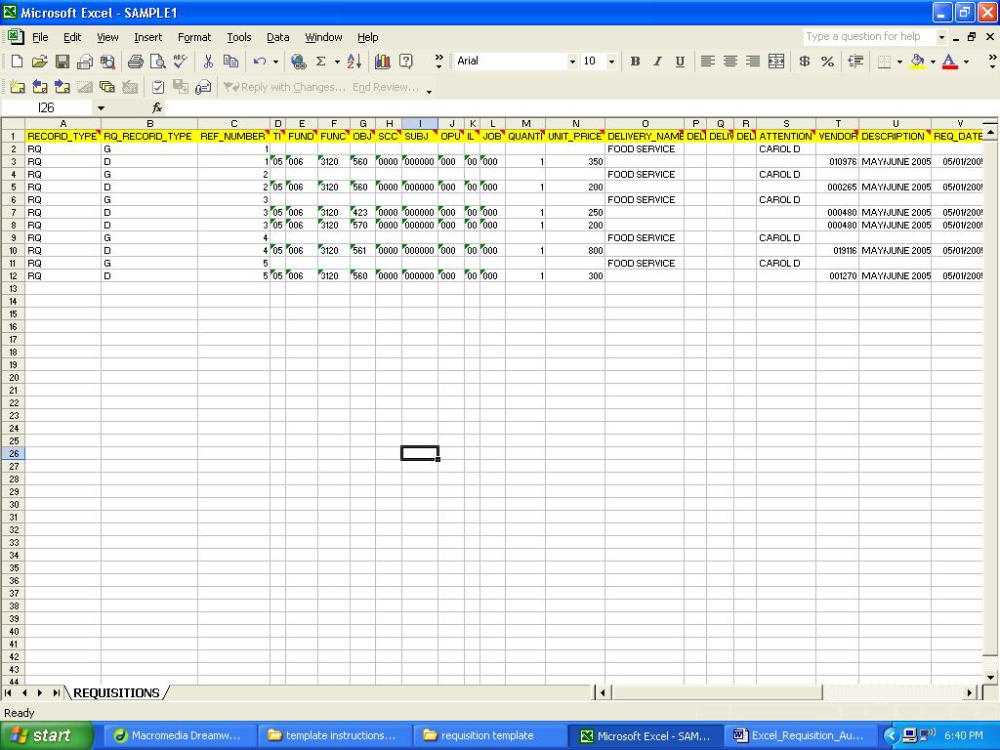 Microsoft Excel - SAMPLE1
File Edit View Insert Format Tools Data Window Help Type a question for help
Arial 10 B I U $ %
Reply with Changes... End Review...
I26 fx
A B C D E F G H I J K L M N O P Q R S T U V
1 RECORD_TYPE RQ_RECORD_TYPE REF_NUMBER TI FUND FUNC OBJ SCC SUBJ OPU IL JOB QUANTI UNIT_PRICE DELIVERY_NAME DELI DELIV DEL ATTENTION VENDOR DESCRIPTION REQ_DATE
2 RQ G 1 FOOD SERVICE CAROL D
3 RQ D 1 05 006 3120 560 0000 000000 000 00 000 1 350 010976 MAY/JUNE 2005 05/01/200
4 RQ G 2 FOOD SERVICE CAROL D
5 RQ D 2 05 006 3120 560 0000 000000 000 00 000 1 200 000265 MAY/JUNE 2005 05/01/200
6 RQ G 3 FOOD SERVICE CAROL D
7 RQ D 3 05 006 3120 423 0000 000000 000 00 000 1 250 000480 MAY/JUNE 2005 05/01/200
8 RQ D 3 05 006 3120 570 0000 000000 000 00 000 1 200 000480 MAY/JUNE 2005 05/01/200
9 RQ G 4 FOOD SERVICE CAROL D
10 RQ D 4 05 006 3120 561 0000 000000 000 00 000 1 800 019116 MAY/JUNE 2005 05/01/200
11 RQ G 5 FOOD SERVICE CAROL D
12 RQ D 5 05 006 3120 560 0000 000000 000 00 000 1 300 001270 MAY/JUNE 2005 05/01/200
13
14
15
16
17
18
19
20
21
22
23
24
25
26
27
28
29
30
31
32
33
34
35
36
37
38
39
40
41
42
43
44
REQUISITIONS
Ready
start Macromedia Dreamw... template instructions... requisition template Microsoft Excel - SAM... Excel_Requisition_Au... 6:40 PM